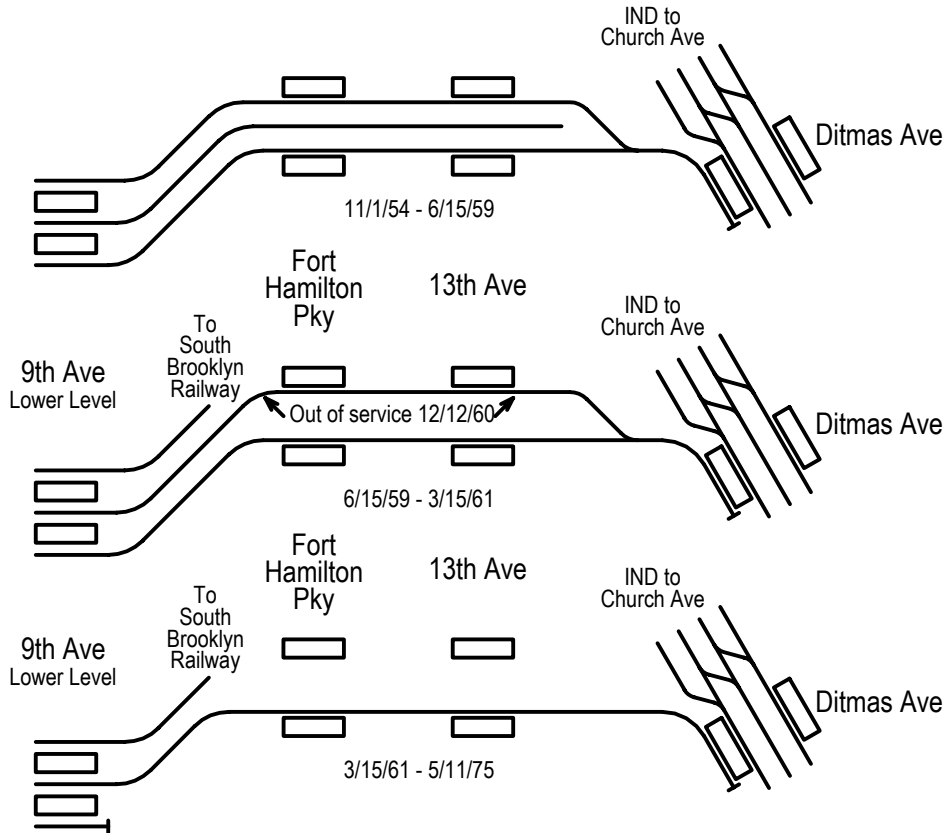 IND to
Church Ave
Ditmas Ave
11/1/54 - 6/15/59
Fort
Hamilton
Pky
13th Ave
IND to
Church Ave
To
South
Brooklyn
Railway
9th Ave
Lower Level
Out of service 12/12/60
Ditmas Ave
6/15/59 - 3/15/61
Fort
Hamilton
Pky
13th Ave
IND to
Church Ave
To
South
Brooklyn
Railway
9th Ave
Lower Level
Ditmas Ave
3/15/61 - 5/11/75